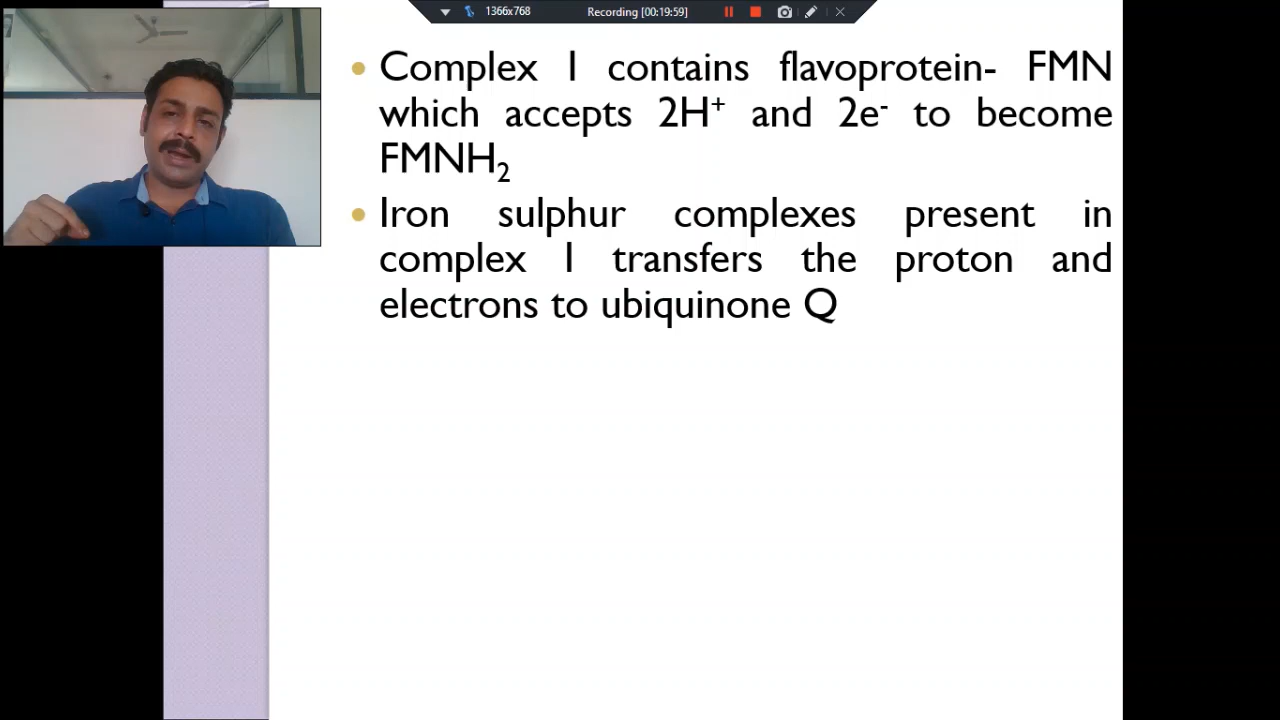 1366x768 Recording [00:19:59]
Complex I contains flavoprotein- FMN
which accepts 2H⁺ and 2e⁻ to become
FMNH₂
Iron sulphur complexes present in
complex I transfers the proton and
electrons to ubiquinone Q